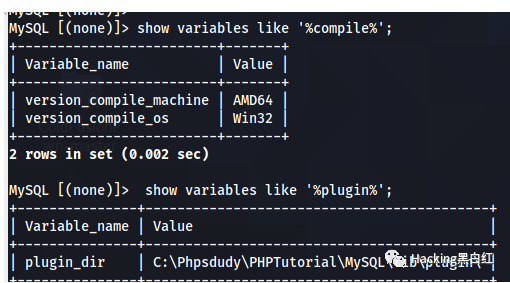 MySQL [(none)]>
MySQL [(none)]> show variables like '%compile%';
+-------------------------+-------+
| Variable_name           | Value |
+-------------------------+-------+
| version_compile_machine | AMD64 |
| version_compile_os      | Win32 |
+-------------------------+-------+
2 rows in set (0.002 sec)
MySQL [(none)]>  show variables like '%plugin%';
+---------------+------------------------------------------+
| Variable_name | Value                                    |
+---------------+------------------------------------------+
| plugin_dir    | C:\Phpsdudy\PHPTutorial\MySQL\lib\plugin\ |
Hacking黑白红